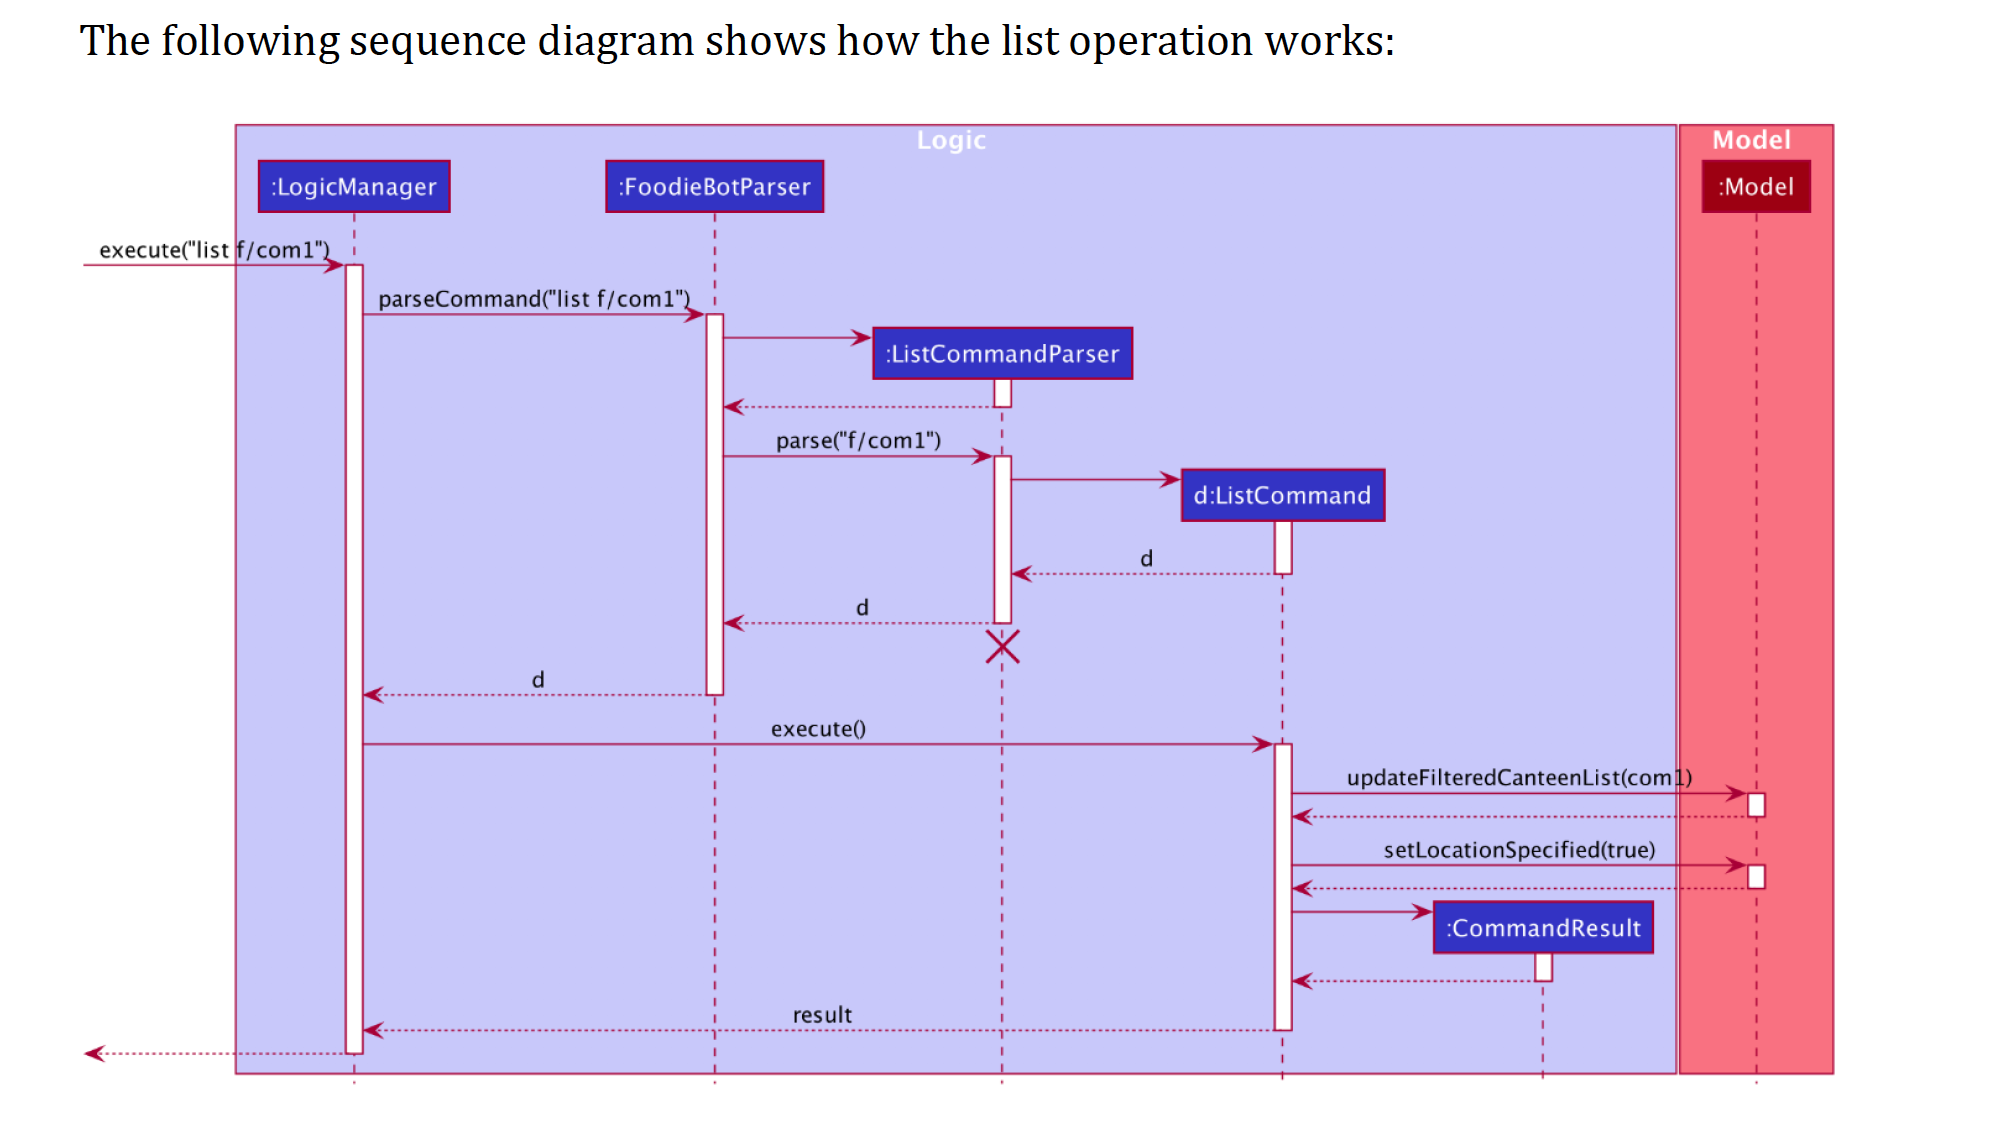 The following sequence diagram shows how the list operation works:
Logic
Model
:LogicManager
:FoodieBotParser
:Model
execute("list f/com1")
parseCommand("list f/com1")
:ListCommandParser
parse("f/com1")
d:ListCommand
d
d
d
execute()
updateFilteredCanteenList(com1)
setLocationSpecified(true)
:CommandResult
result